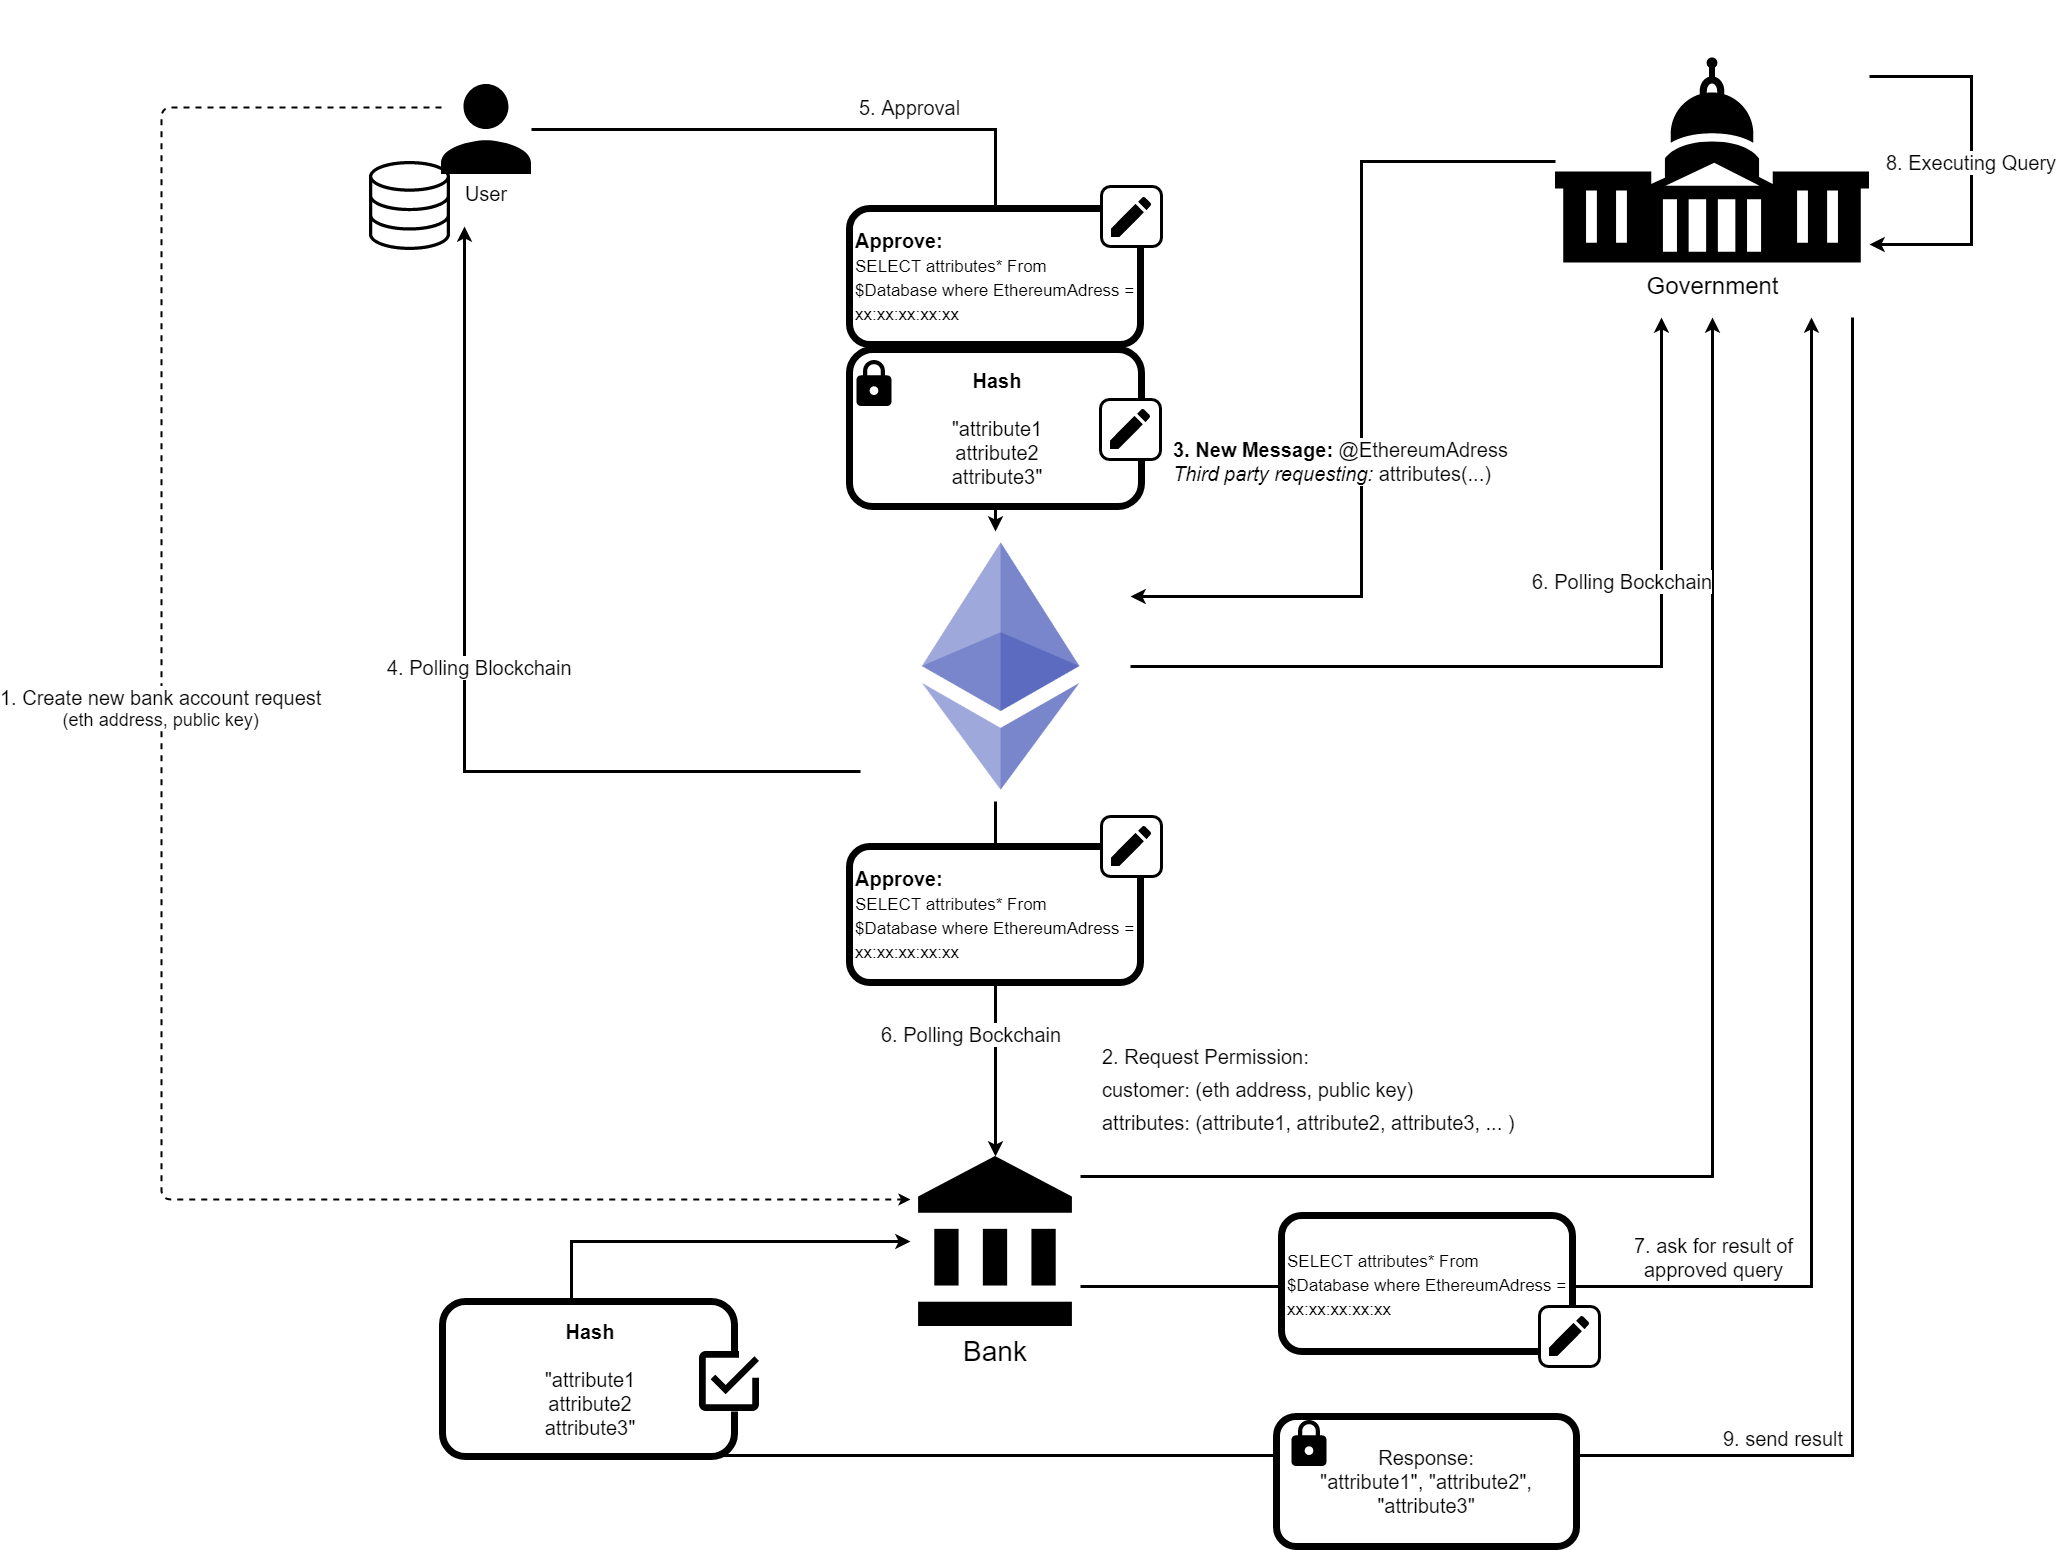 5. Approval
User
8. Executing Query
Government
Approve:
SELECT attributes* From
$Database where EthereumAdress =
xx:xx:xx:xx:xx
Hash
"attribute1
attribute2
attribute3"
3. New Message: @EthereumAdress
Third party requesting: attributes(...)
6. Polling Bockchain
4. Polling Blockchain
1. Create new bank account request
(eth address, public key)
Approve:
SELECT attributes* From
$Database where EthereumAdress =
xx:xx:xx:xx:xx
6. Polling Bockchain
2. Request Permission:
customer: (eth address, public key)
attributes: (attribute1, attribute2, attribute3, ... )
Bank
SELECT attributes* From
$Database where EthereumAdress =
xx:xx:xx:xx:xx
7. ask for result of
approved query
Hash
"attribute1
attribute2
attribute3"
9. send result
Response:
"attribute1", "attribute2",
"attribute3"